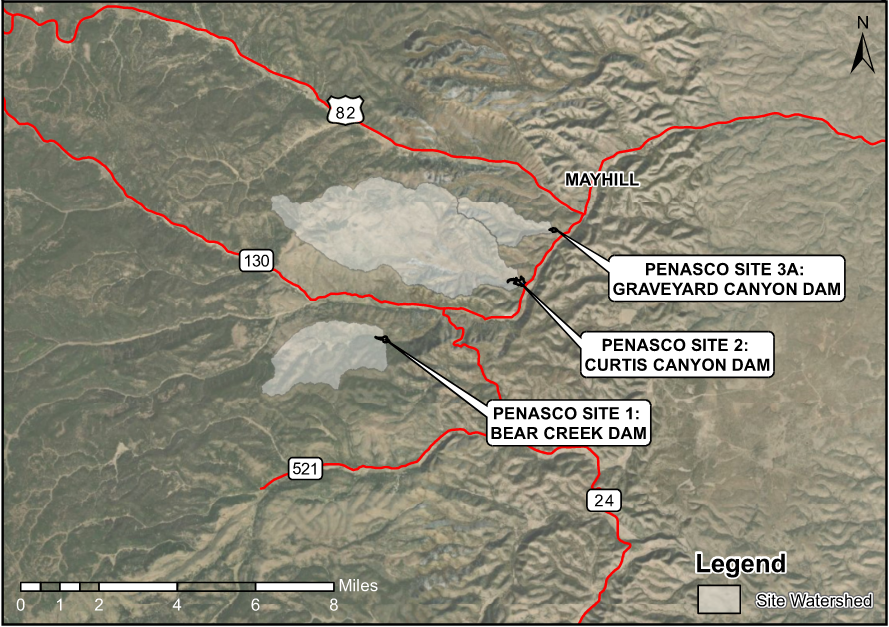 N
82
MAYHILL
130
PENASCO SITE 3A:
GRAVEYARD CANYON DAM
PENASCO SITE 2:
CURTIS CANYON DAM
PENASCO SITE 1:
BEAR CREEK DAM
521
24
Legend
Site Watershed
Miles
0 1 2 4 6 8